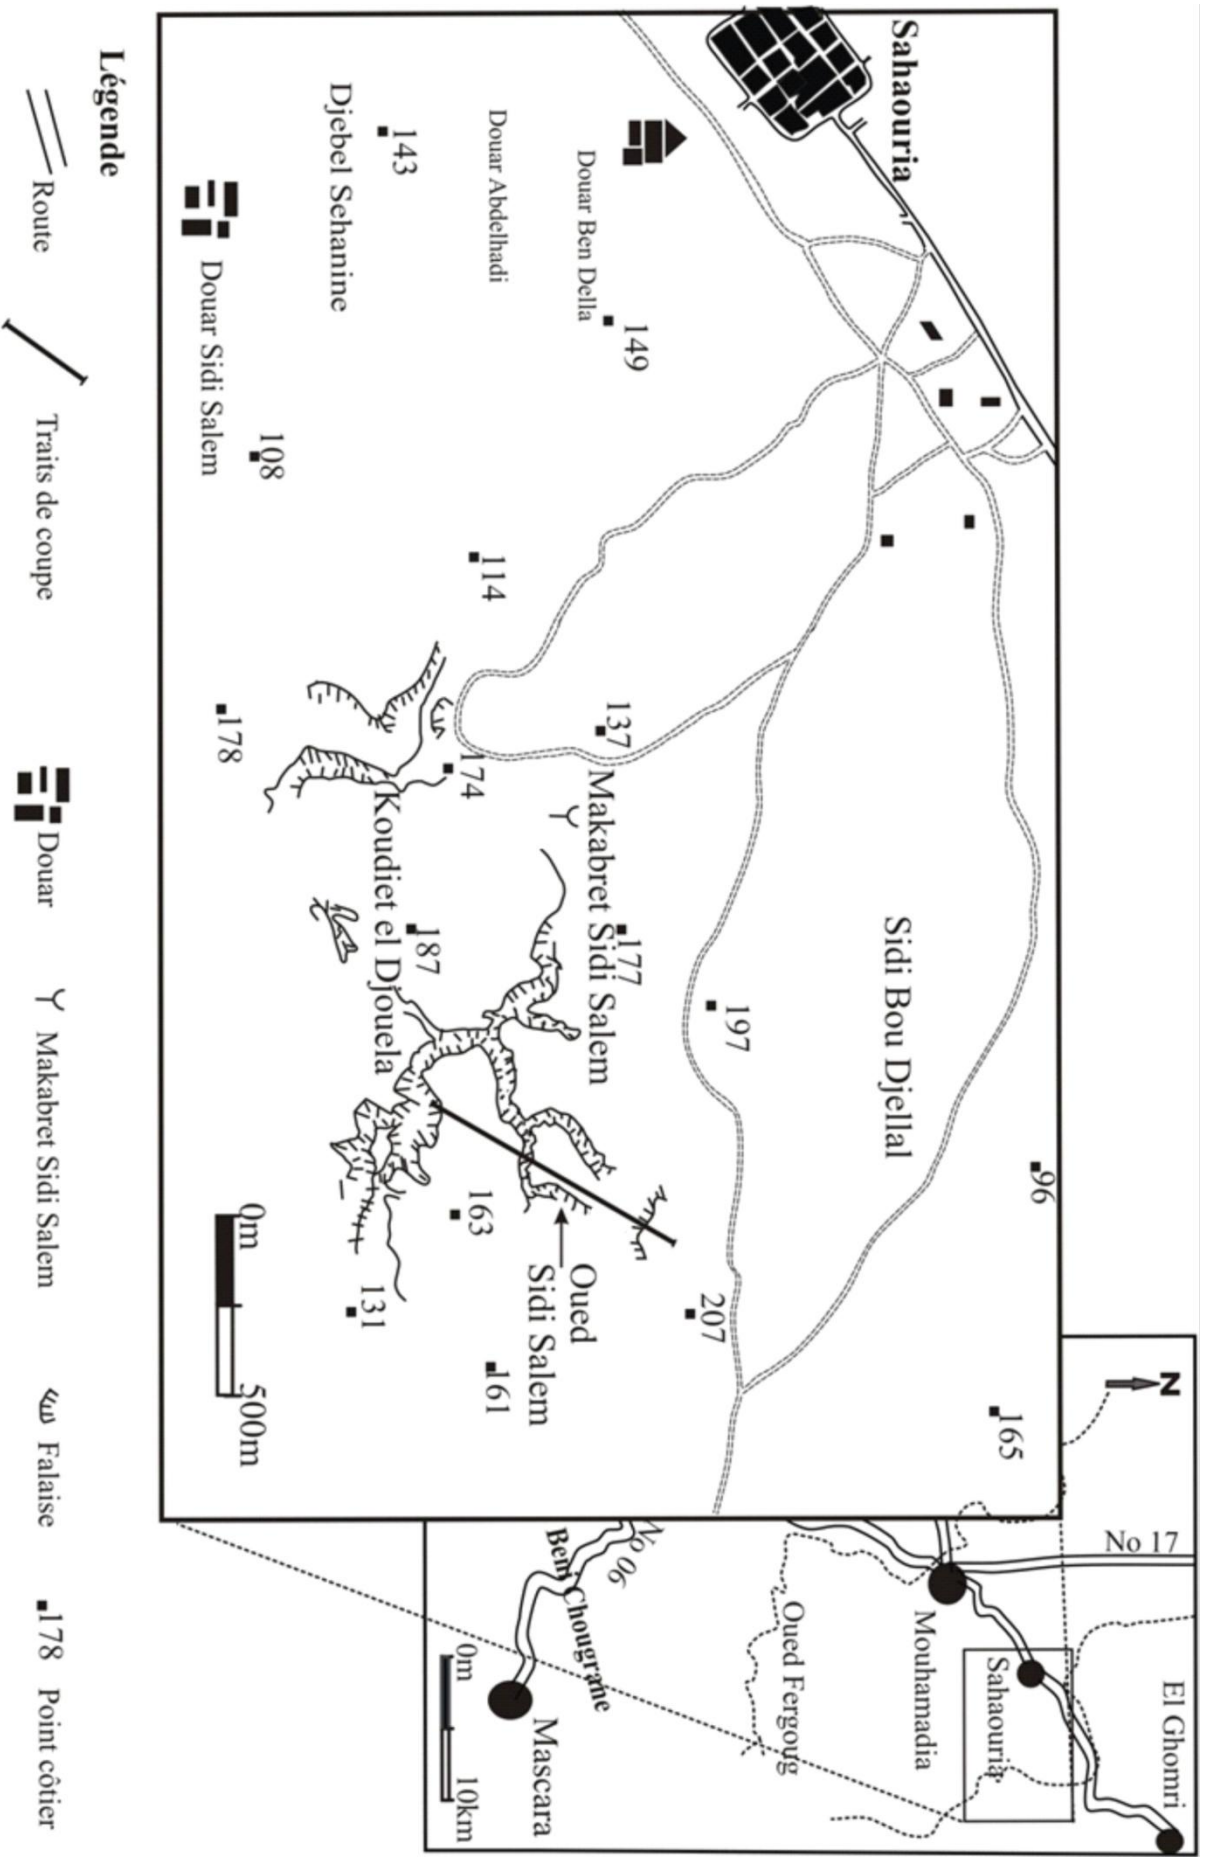 Sahaouria
96
165
Sidi Bou Djellal
197
207
Douar Ben Della
149
137
Makabret Sidi Salem
177
Oued
Sidi Salem
Douar Abdelhadi
114
174
187
163
161
143
Djebel Sehanine
Koudiet el Djouela
131
108
Douar Sidi Salem
178
0m
500m
N
No 17
El Ghomri
Sahaouria
Mouhamadia
Oued Fergoug
No 06
Beni Chougrane
Mascara
0m
10km
Légende
Route
Traits de coupe
Douar
Makabret Sidi Salem
Falaise
178 Point côtier